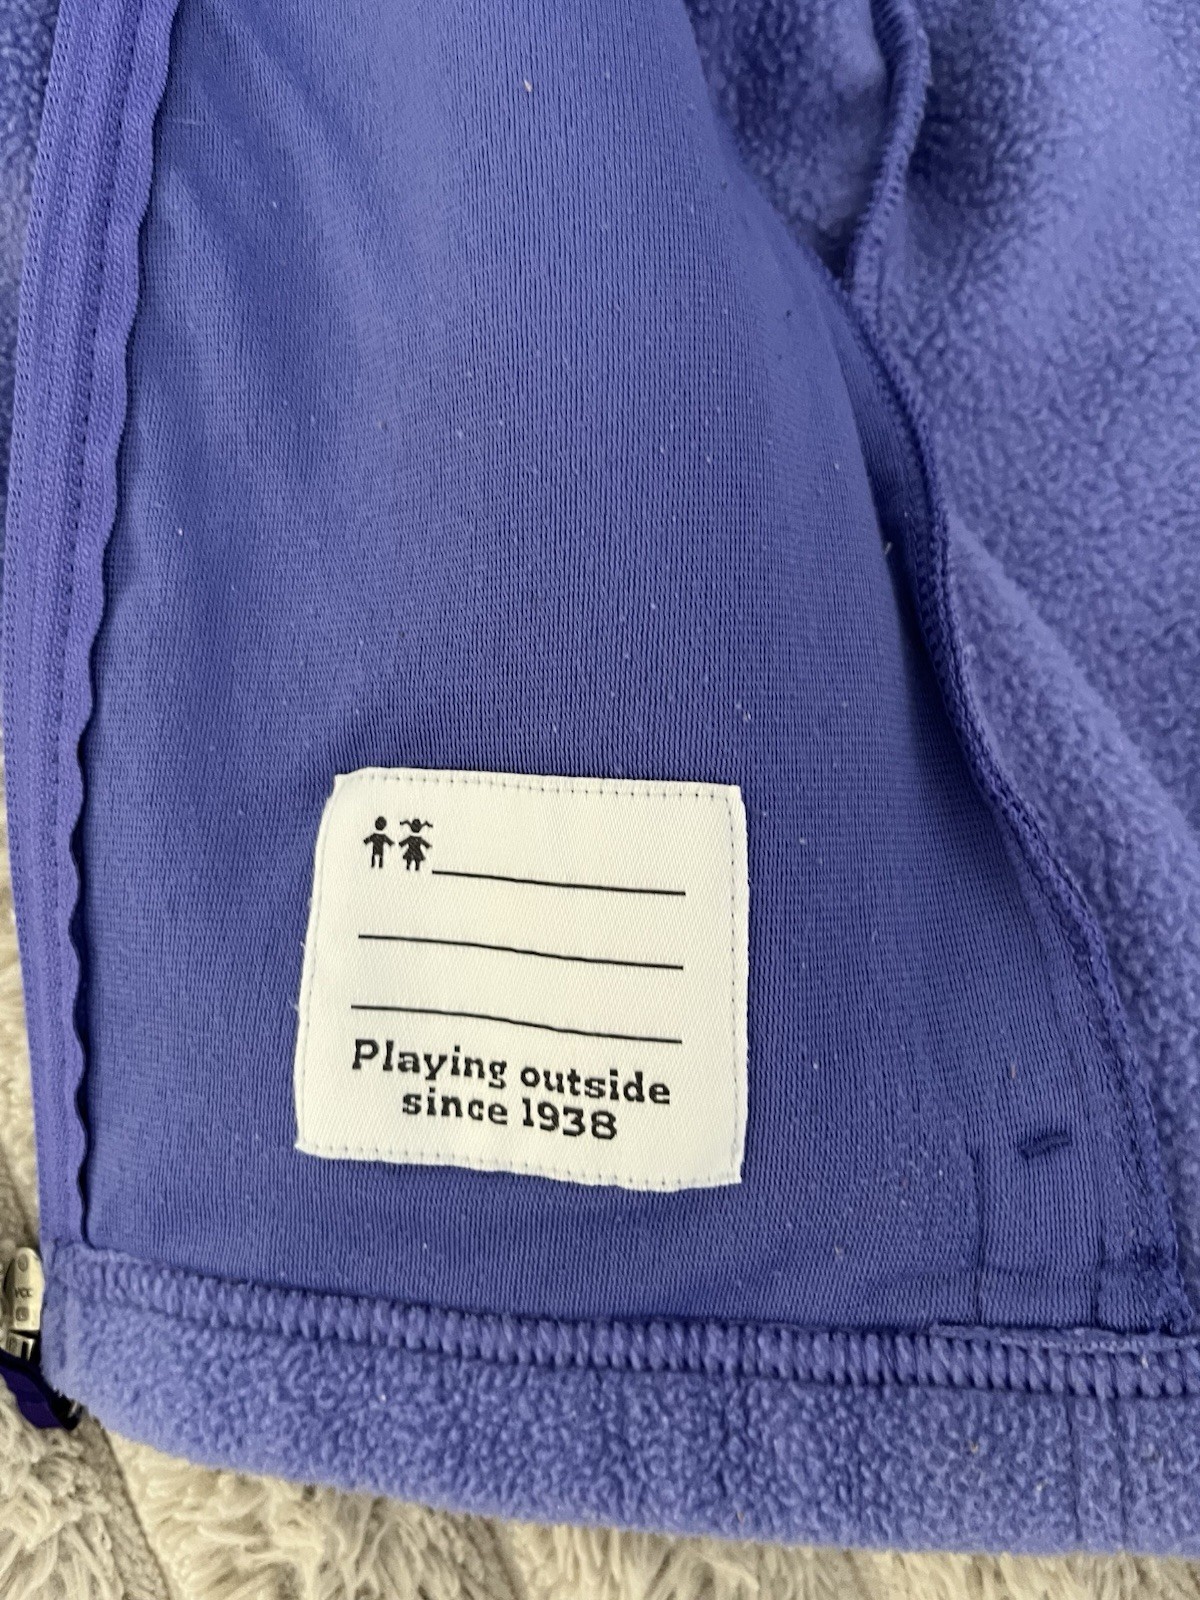 Playing outside
since 1938